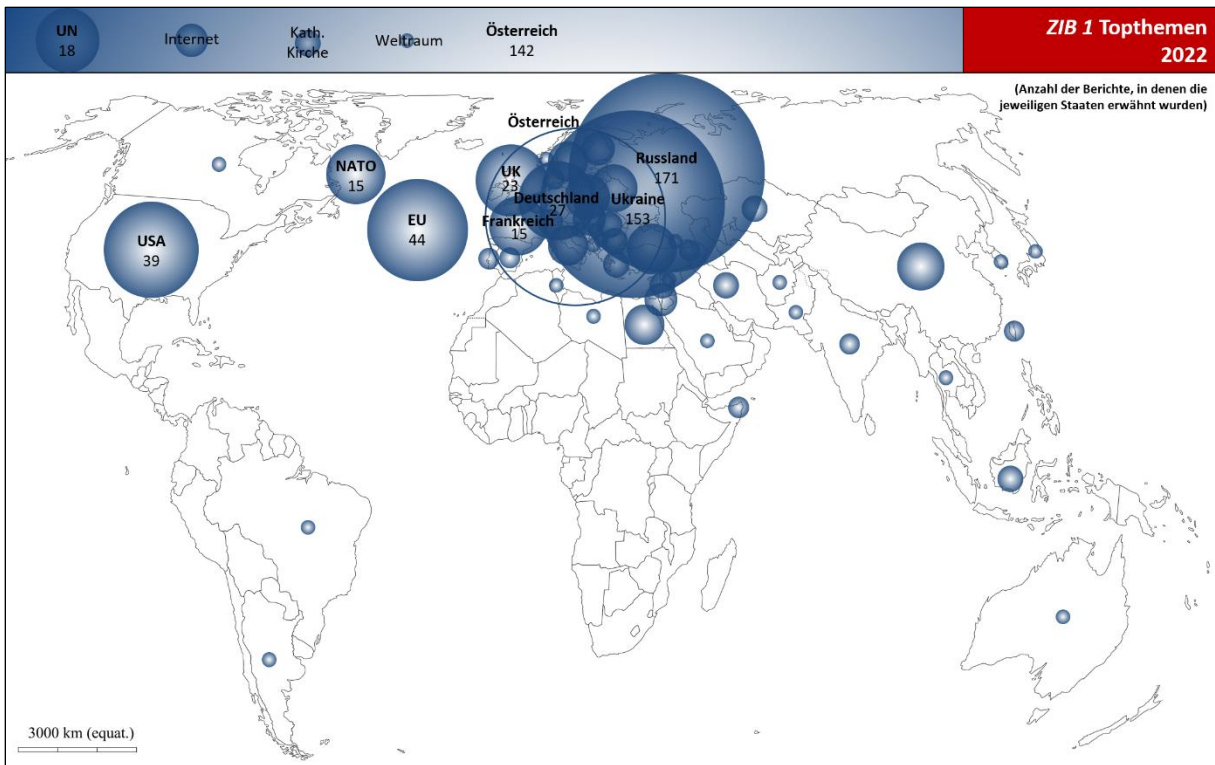 UN
18
Internet
Kath.
Kirche
Weltraum
Österreich
142
ZIB 1 Topthemen
2022
(Anzahl der Berichte, in denen die
jeweiligen Staaten erwähnt wurden)
Österreich
NATO
15
UK
23
Russland
171
Deutschland
27
Ukraine
153
EU
44
Frankreich
15
USA
39
3000 km (equat.)